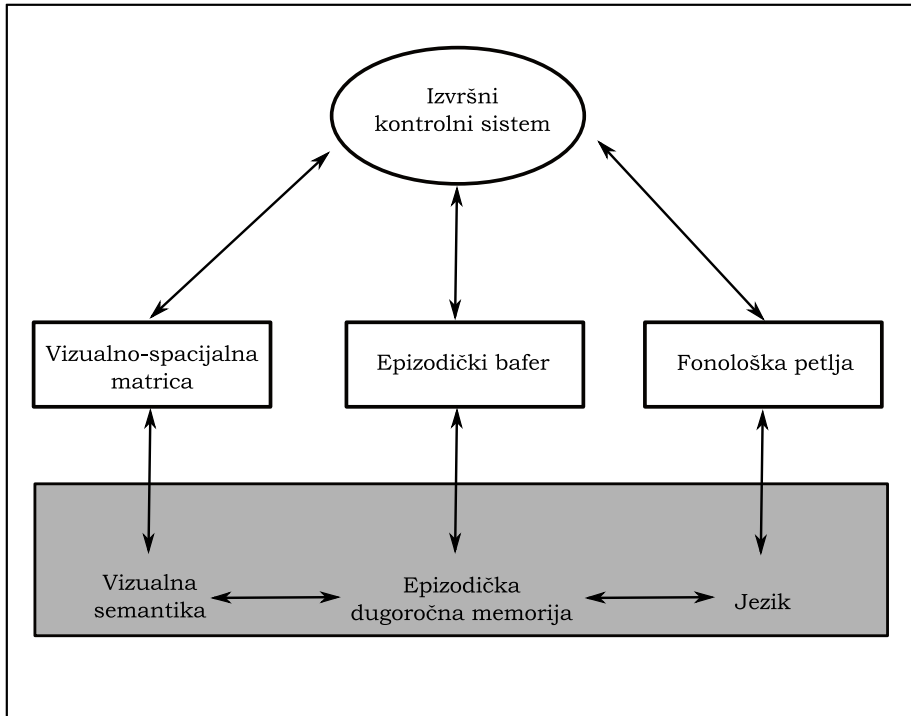 Izvršni
kontrolni sistem
Vizualno-spacijalna
matrica
Epizodički bafer
Fonološka petlja
Vizualna
semantika
Epizodička
dugoročna memorija
Jezik